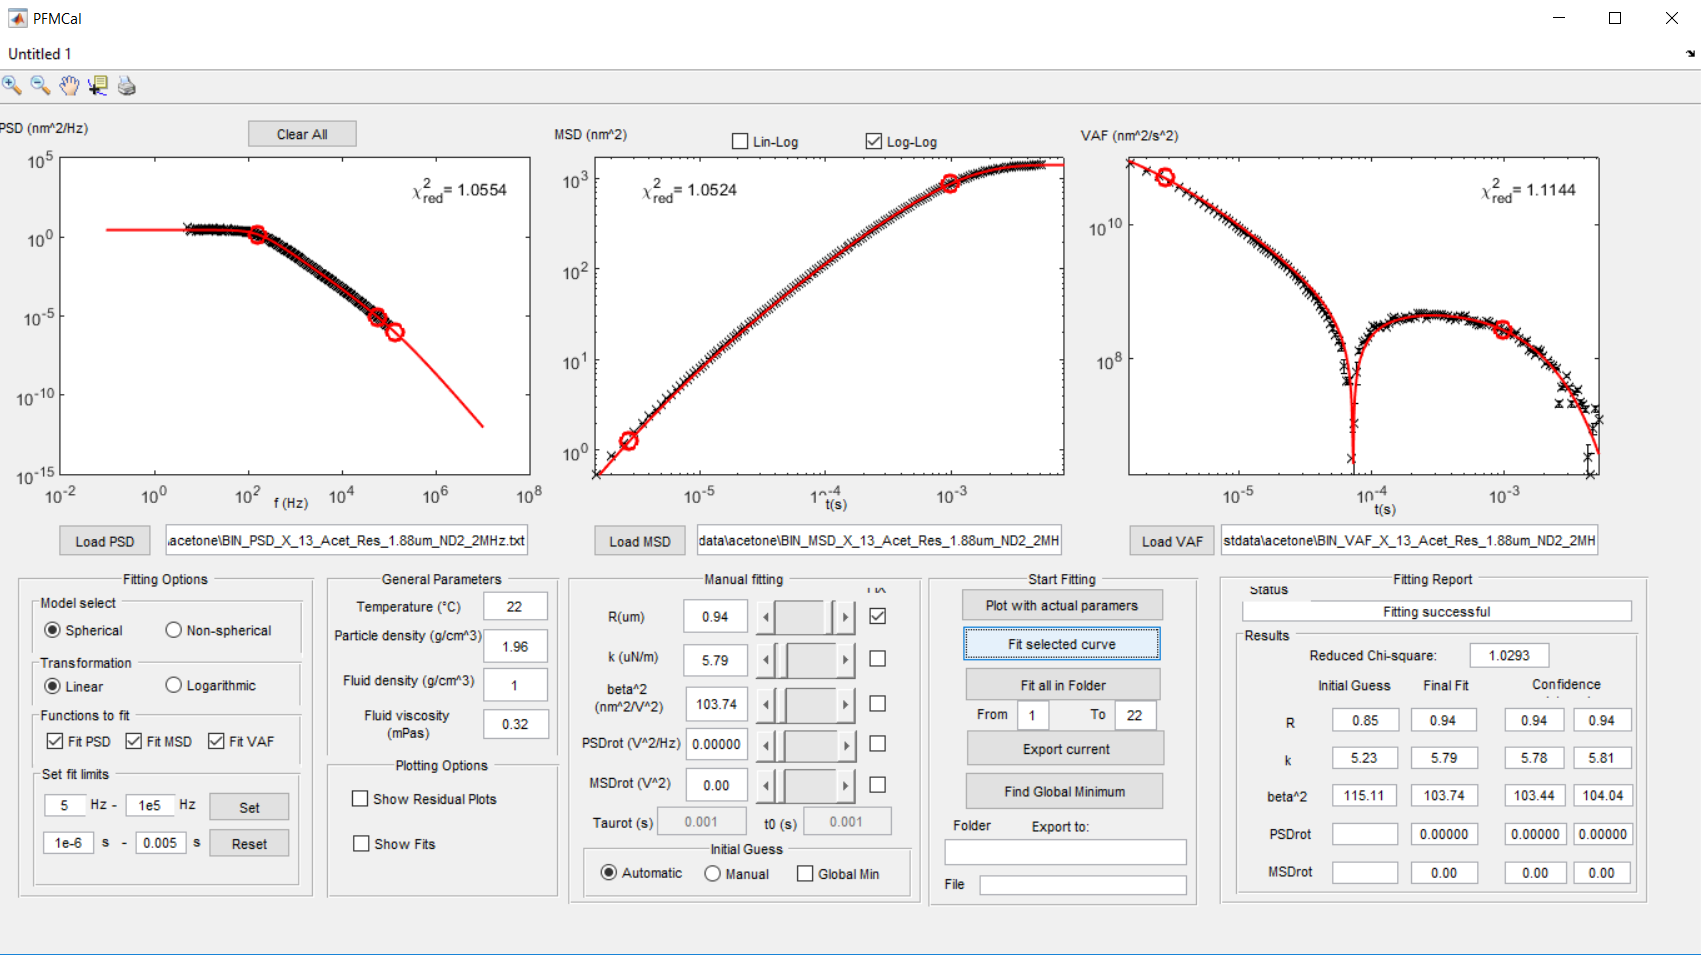 PFMCal
Untitled 1
PSD (nm^2/Hz)
Clear All
MSD (nm^2)
Lin-Log
Log-Log
VAF (nm^2/s^2)
10^5
10^0
10^-5
10^-10
10^-15
χ²red = 1.0554
10^-2 10^0 10^2 10^4 10^6 10^8
f (Hz)
10^3
10^2
10^1
10^0
χ²red = 1.0524
10^-5 10^-3
t(s)
10^10
10^8
χ²red = 1.1144
10^-5 10^-4 10^-3
t(s)
Load PSD
\acetone\BIN_PSD_X_13_Acet_Res_1.88um_ND2_2MHz.txt
Load MSD
data\acetone\BIN_MSD_X_13_Acet_Res_1.88um_ND2_2MH
Load VAF
stdata\acetone\BIN_VAF_X_13_Acet_Res_1.88um_ND2_2MH
Fitting Options
Model select
Spherical Non-spherical
Transformation
Linear Logarithmic
Functions to fit
Fit PSD Fit MSD Fit VAF
Set fit limits
5 Hz - 1e5 Hz Set
1e-6 s - 0.005 s Reset
General Parameters
Temperature (°C) 22
Particle density (g/cm^3) 1.96
Fluid density (g/cm^3) 1
Fluid viscosity
(mPas) 0.32
Plotting Options
Show Residual Plots
Show Fits
Manual fitting
R(um) 0.94
k (uN/m) 5.79
beta^2
(nm^2/V^2) 103.74
PSDrot (V^2/Hz) 0.00000
MSDrot (V^2) 0.00
Taurot (s) 0.001 t0 (s) 0.001
Initial Guess
Automatic Manual Global Min
Start Fitting
Plot with actual paramers
Fit selected curve
Fit all in Folder
From 1 To 22
Export current
Find Global Minimum
Folder Export to:
File
Fitting Report
Status
Fitting successful
Results
Reduced Chi-square: 1.0293
Initial Guess Final Fit Confidence
R 0.85 0.94 0.94 0.94
k 5.23 5.79 5.78 5.81
beta^2 115.11 103.74 103.44 104.04
PSDrot 0.00000 0.00000 0.00000
MSDrot 0.00 0.00 0.00